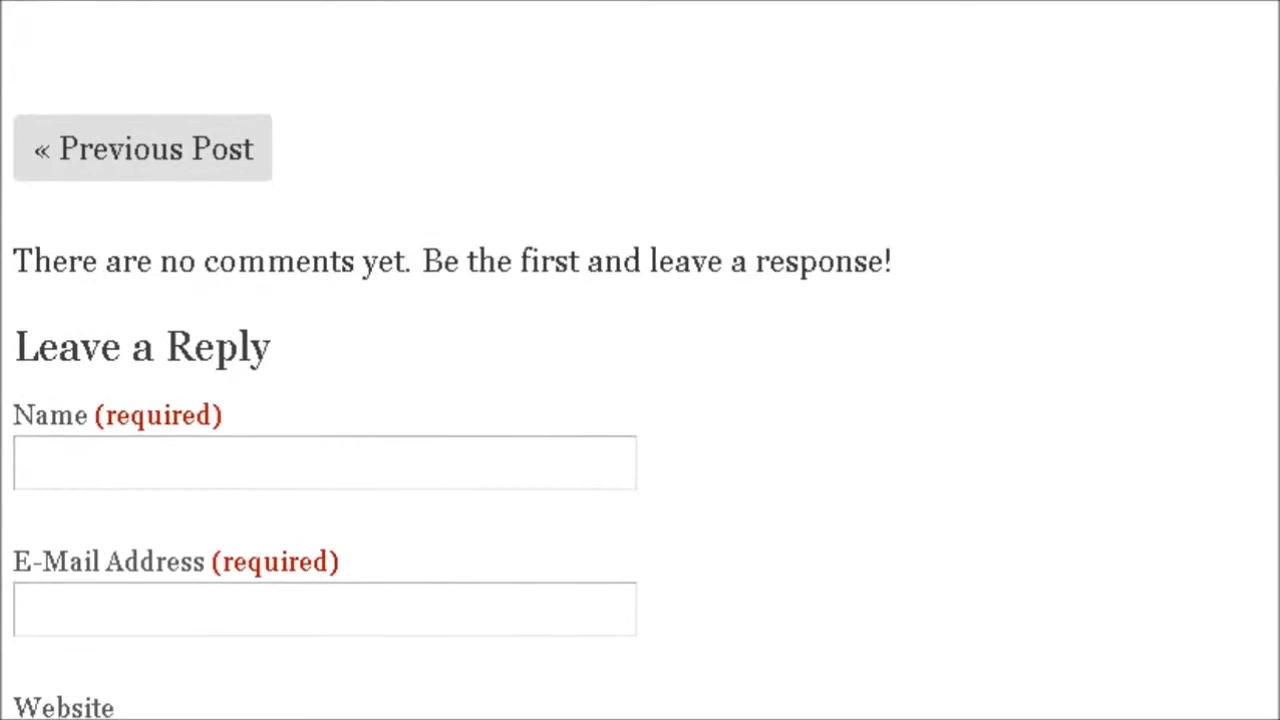 « Previous Post
There are no comments yet. Be the first and leave a response!
Leave a Reply
Name (required)
E-Mail Address (required)
Website